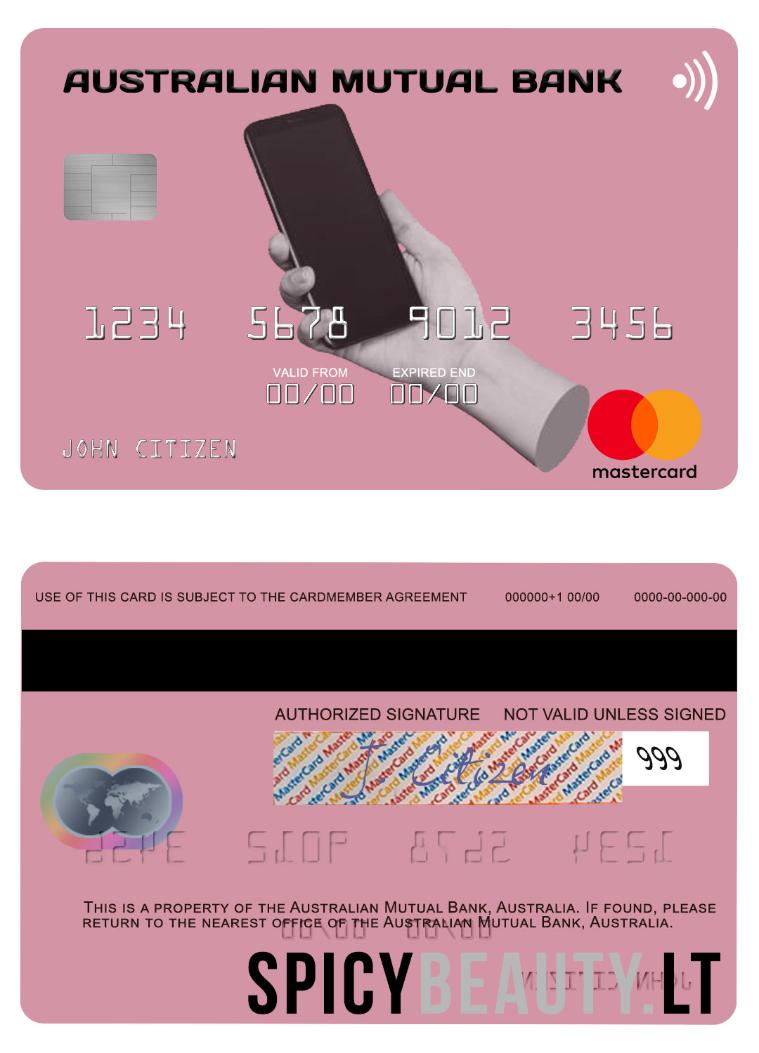 AUSTRALIAN MUTUAL BANK
1234 5678 9012 3456
VALID FROM EXPIRED END
00/00 00/00
JOHN CITIZEN
mastercard
USE OF THIS CARD IS SUBJECT TO THE CARDMEMBER AGREEMENT 000000+1 00/00 0000-00-000-00
AUTHORIZED SIGNATURE NOT VALID UNLESS SIGNED
J Citizen 999
THIS IS A PROPERTY OF THE AUSTRALIAN MUTUAL BANK, AUSTRALIA. IF FOUND, PLEASE
RETURN TO THE NEAREST OFFICE OF THE AUSTRALIAN MUTUAL BANK, AUSTRALIA.
SPICYBEAUTY.LT